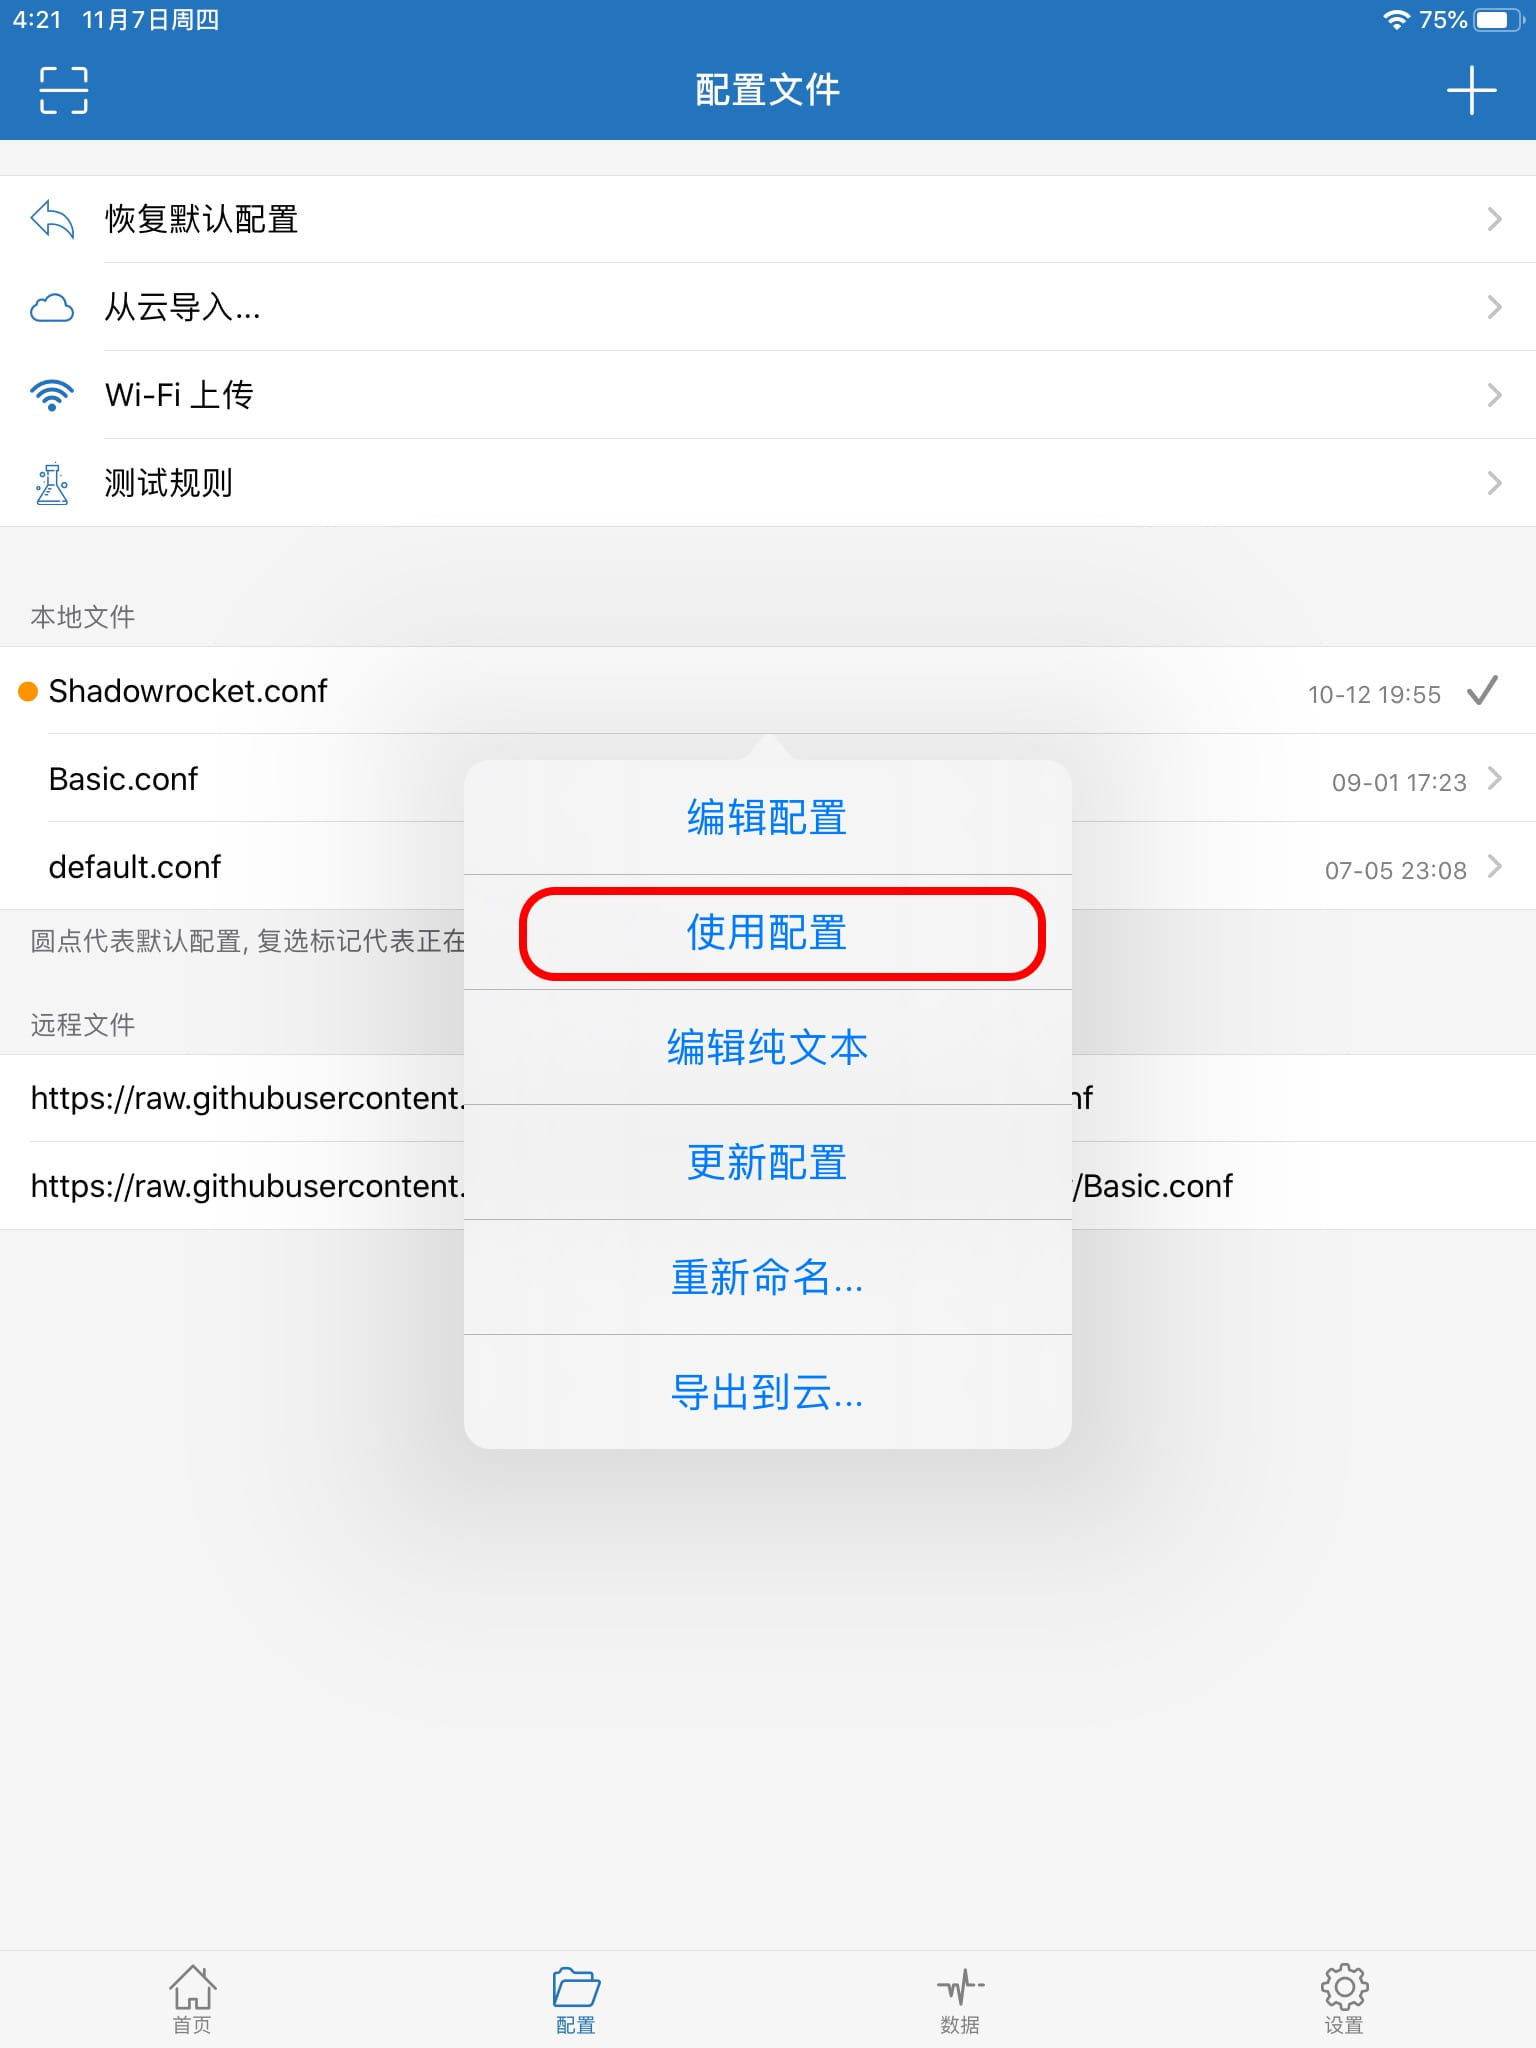 4:21 11月7日周四
75%
配置文件
恢复默认配置
从云导入...
Wi-Fi 上传
测试规则
本地文件
Shadowrocket.conf
10-12 19:55
Basic.conf
09-01 17:23
default.conf
07-05 23:08
圆点代表默认配置, 复选标记代表正在
远程文件
https://raw.githubusercontent.
nf
https://raw.githubusercontent.
/Basic.conf
编辑配置
使用配置
编辑纯文本
更新配置
重新命名...
导出到云...
首页
配置
数据
设置